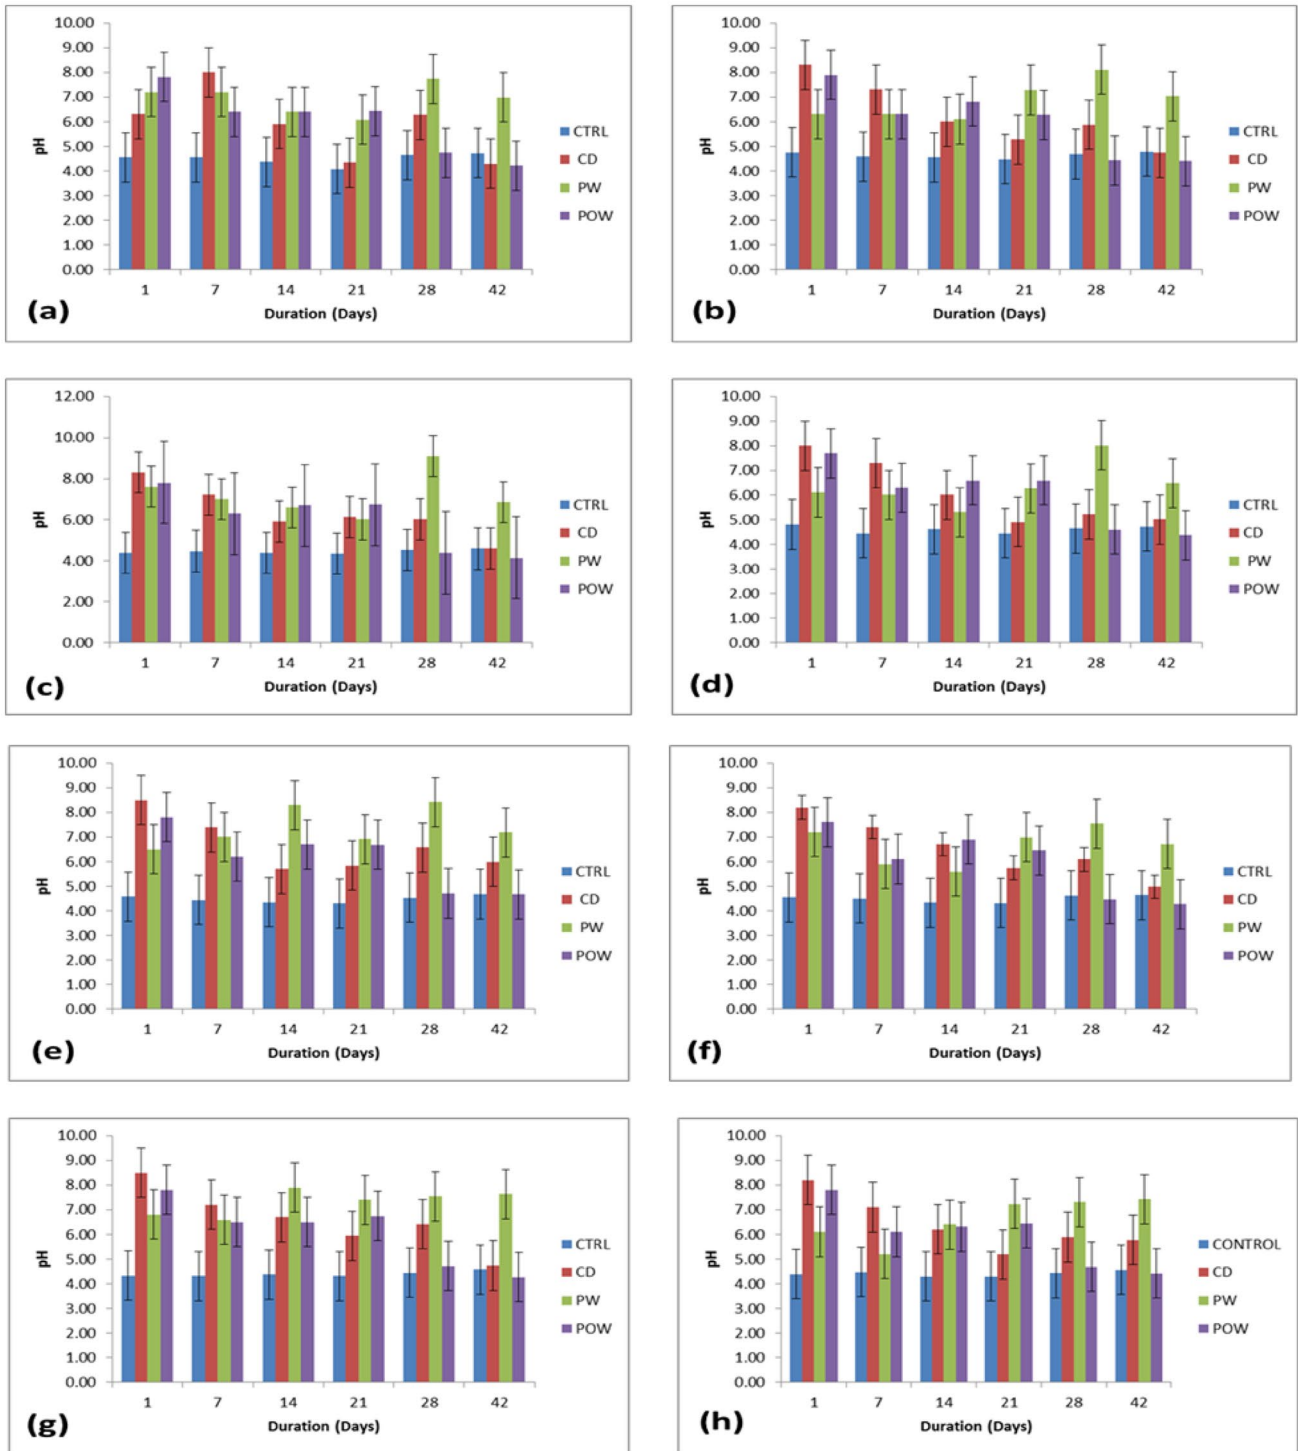 10.00
9.00
8.00
7.00
6.00
5.00
4.00
3.00
2.00
1.00
0.00
pH
1 7 14 21 28 42
Duration (Days)
CTRL
CD
PW
POW
(a)
10.00
9.00
8.00
7.00
6.00
5.00
4.00
3.00
2.00
1.00
0.00
pH
1 7 14 21 28 42
Duration (Days)
CTRL
CD
PW
POW
(b)
12.00
10.00
8.00
6.00
4.00
2.00
0.00
pH
1 7 14 21 28 42
Duration (Days)
CTRL
CD
PW
POW
(c)
10.00
9.00
8.00
7.00
6.00
5.00
4.00
3.00
2.00
1.00
0.00
pH
1 7 14 21 28 42
Duration (Days)
CTRL
CD
PW
POW
(d)
10.00
9.00
8.00
7.00
6.00
5.00
4.00
3.00
2.00
1.00
0.00
pH
1 7 14 21 28 42
Duration (Days)
CTRL
CD
PW
POW
(e)
10.00
9.00
8.00
7.00
6.00
5.00
4.00
3.00
2.00
1.00
0.00
pH
1 7 14 21 28 42
Duration (Days)
CTRL
CD
PW
POW
(f)
10.00
9.00
8.00
7.00
6.00
5.00
4.00
3.00
2.00
1.00
0.00
pH
1 7 14 21 28 42
Duration (Days)
CTRL
CD
PW
POW
(g)
10.00
9.00
8.00
7.00
6.00
5.00
4.00
3.00
2.00
1.00
0.00
pH
1 7 14 21 28 42
Duration (Days)
CONTROL
CD
PW
POW
(h)